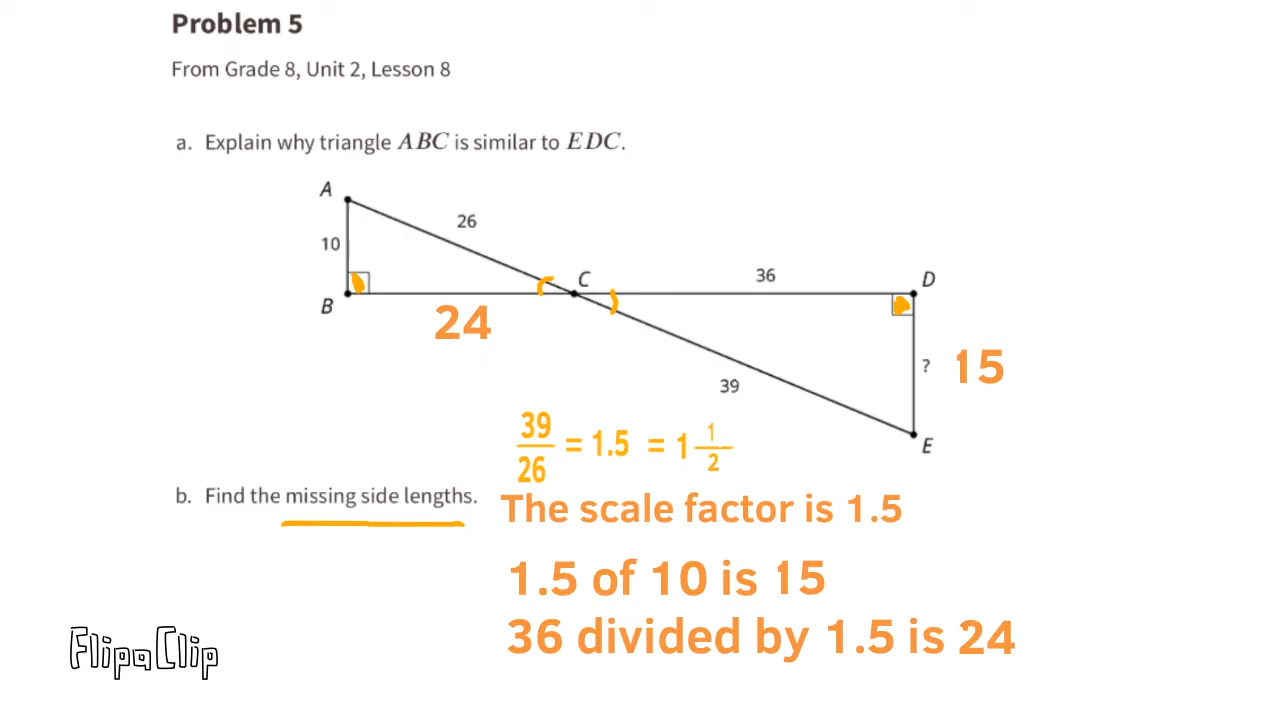 Problem 5
From Grade 8, Unit 2, Lesson 8
a. Explain why triangle ABC is similar to EDC.
A
26
10
C
36
D
B
24
?
15
39
E
39/26 = 1.5 = 1 1/2
b. Find the missing side lengths.
The scale factor is 1.5
1.5 of 10 is 15
36 divided by 1.5 is 24
FlipaClip